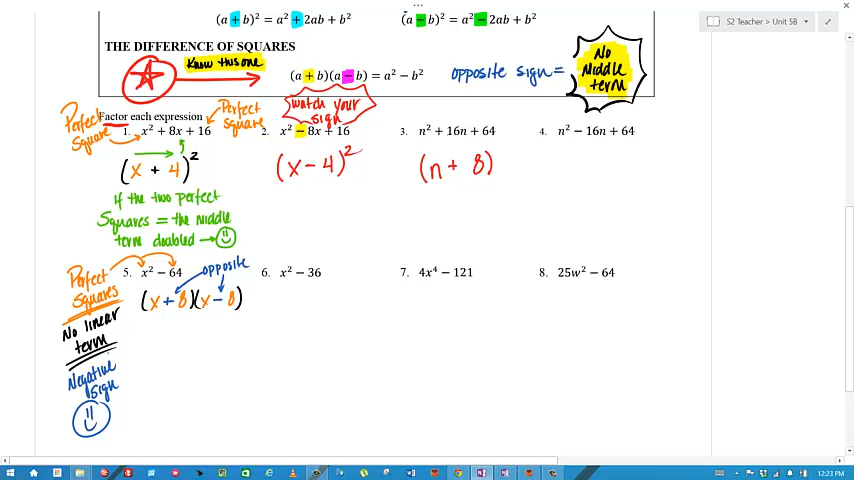 (a + b)² = a² + 2ab + b²
(a − b)² = a² − 2ab + b²
S2 Teacher > Unit 5B
THE DIFFERENCE OF SQUARES
Know this one
(a + b)(a − b) = a² − b²
opposite sign =
No
Middle
term
Watch your
sign
Factor each expression
Perfect
Square
Perfect
Square
1. x² + 8x + 16
2. x² − 8x + 16
3. n² + 16n + 64
4. n² − 16n + 64
(x + 4)²
(x − 4)²
(n + 8)
if the two perfect
Squares = the middle
term doubled →
5. x² − 64
opposite
6. x² − 36
7. 4x⁴ − 121
8. 25w² − 64
(x + 8)(x − 8)
Perfect
Squares
No linear
term
Negative
sign
12:23 PM